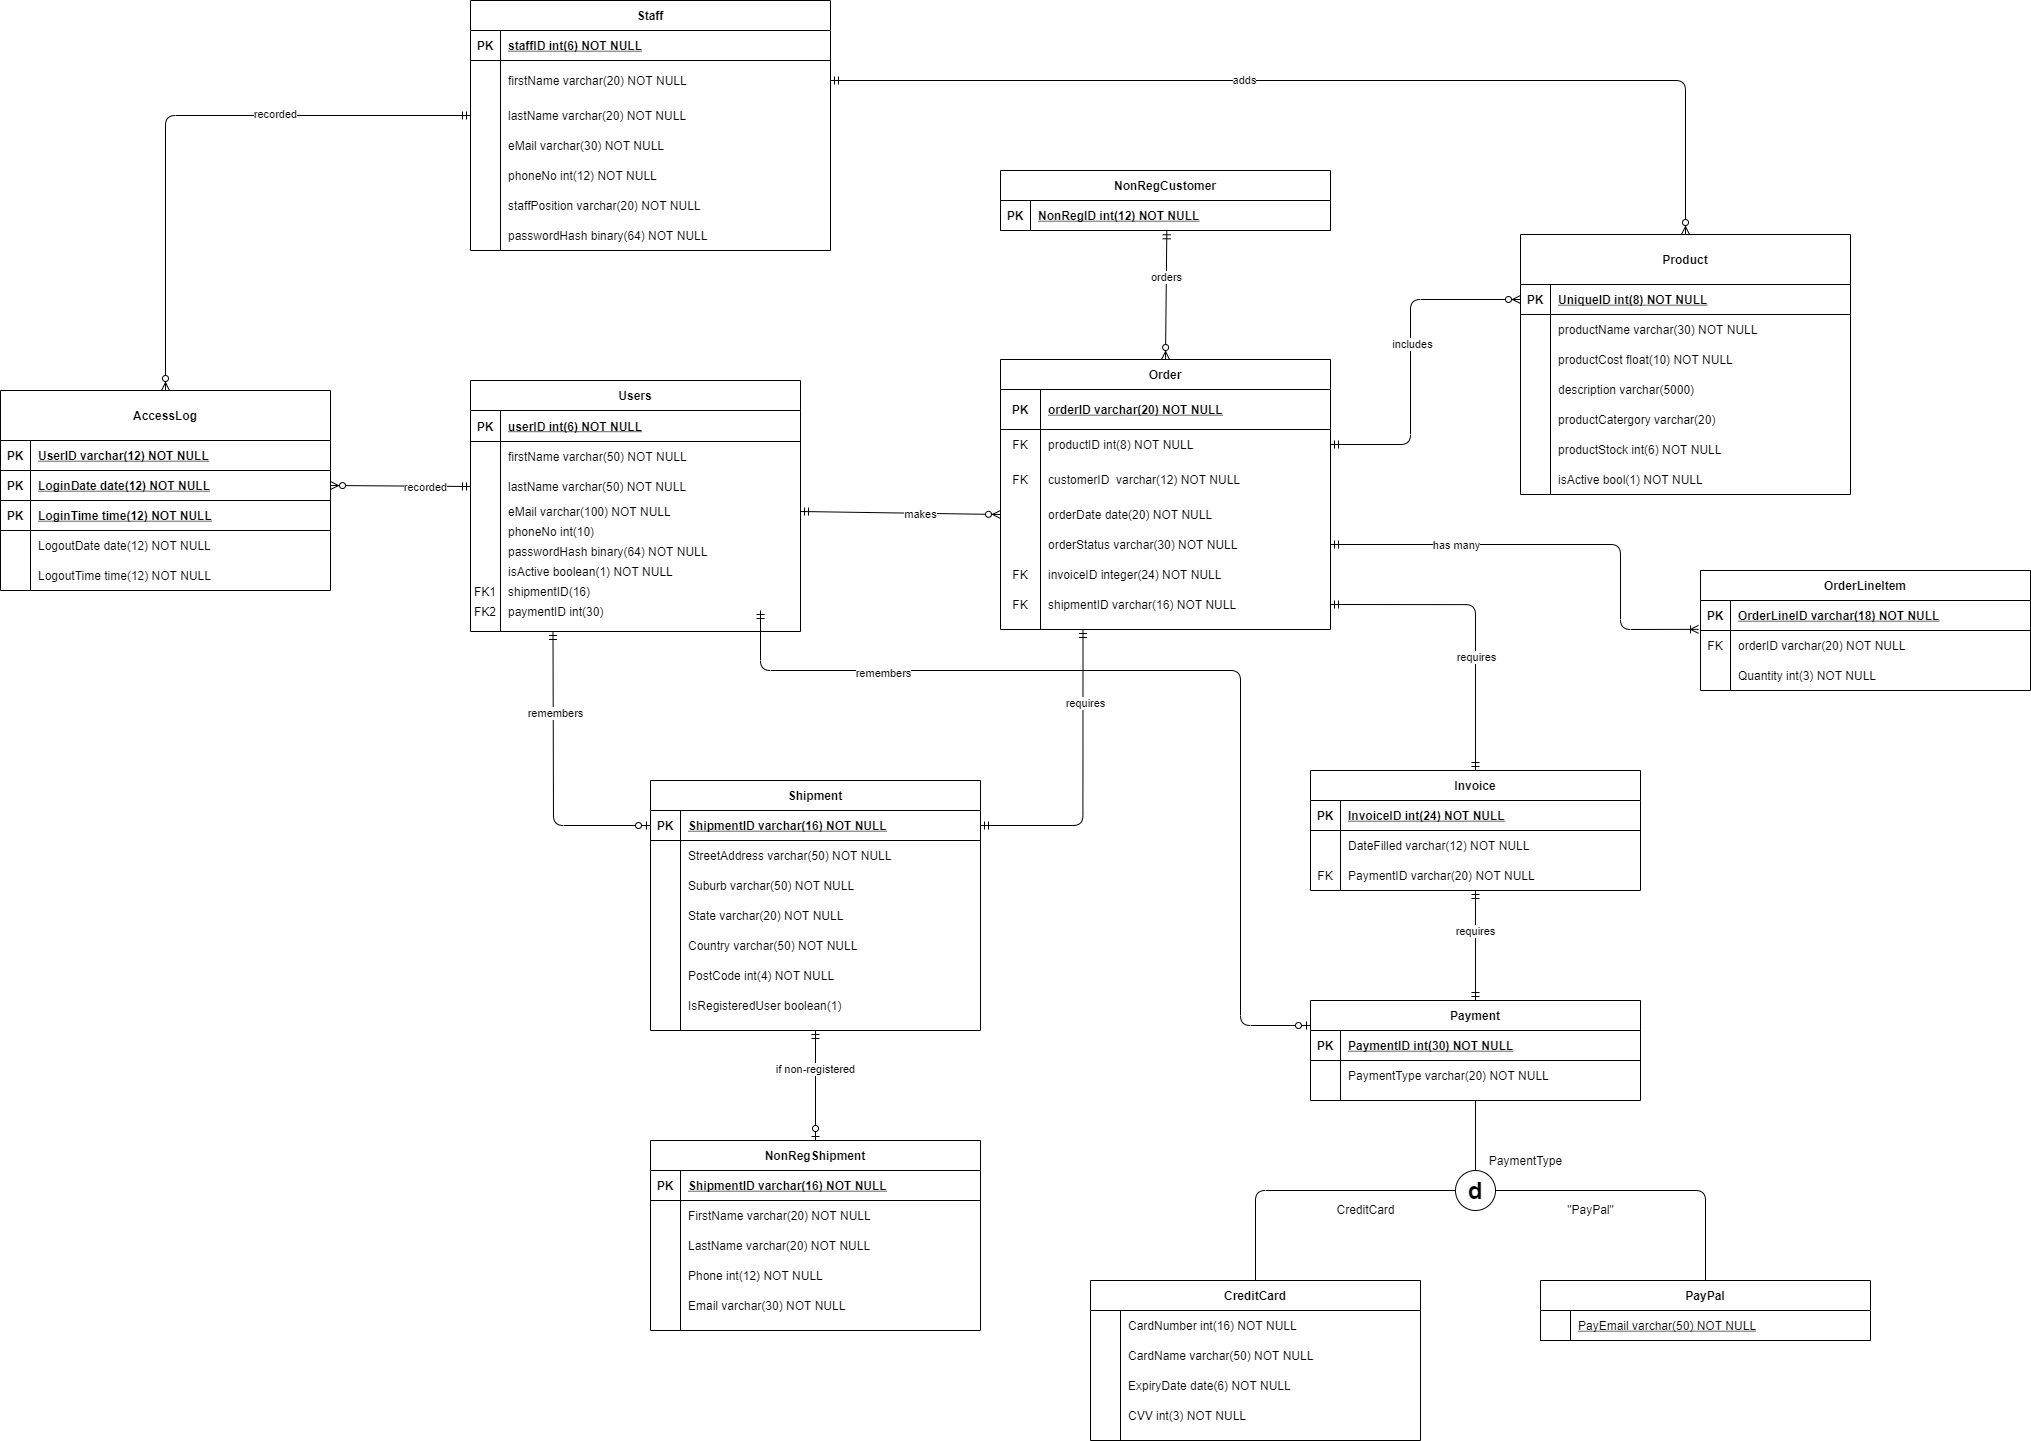 Staff
PK staffID int(6) NOT NULL
firstName varchar(20) NOT NULL
lastName varchar(20) NOT NULL
eMail varchar(30) NOT NULL
phoneNo int(12) NOT NULL
staffPosition varchar(20) NOT NULL
passwordHash binary(64) NOT NULL
adds
recorded
NonRegCustomer
PK NonRegID int(12) NOT NULL
orders
Product
PK UniqueID int(8) NOT NULL
productName varchar(30) NOT NULL
productCost float(10) NOT NULL
description varchar(5000)
productCatergory varchar(20)
productStock int(6) NOT NULL
isActive bool(1) NOT NULL
includes
AccessLog
PK UserID varchar(12) NOT NULL
PK LoginDate date(12) NOT NULL
PK LoginTime time(12) NOT NULL
LogoutDate date(12) NOT NULL
LogoutTime time(12) NOT NULL
recorded
Users
PK userID int(6) NOT NULL
firstName varchar(50) NOT NULL
lastName varchar(50) NOT NULL
eMail varchar(100) NOT NULL
phoneNo int(10)
passwordHash binary(64) NOT NULL
isActive boolean(1) NOT NULL
FK1 shipmentID(16)
FK2 paymentID int(30)
makes
Order
PK orderID varchar(20) NOT NULL
FK productID int(8) NOT NULL
FK customerID varchar(12) NOT NULL
orderDate date(20) NOT NULL
orderStatus varchar(30) NOT NULL
FK invoiceID integer(24) NOT NULL
FK shipmentID varchar(16) NOT NULL
has many
OrderLineItem
PK OrderLineID varchar(18) NOT NULL
FK orderID varchar(20) NOT NULL
Quantity int(3) NOT NULL
requires
remembers
requires
remembers
Shipment
PK ShipmentID varchar(16) NOT NULL
StreetAddress varchar(50) NOT NULL
Suburb varchar(50) NOT NULL
State varchar(20) NOT NULL
Country varchar(50) NOT NULL
PostCode int(4) NOT NULL
IsRegisteredUser boolean(1)
if non-registered
NonRegShipment
PK ShipmentID varchar(16) NOT NULL
FirstName varchar(20) NOT NULL
LastName varchar(20) NOT NULL
Phone int(12) NOT NULL
Email varchar(30) NOT NULL
Invoice
PK InvoiceID int(24) NOT NULL
DateFilled varchar(12) NOT NULL
FK PaymentID varchar(20) NOT NULL
requires
Payment
PK PaymentID int(30) NOT NULL
PaymentType varchar(20) NOT NULL
PaymentType
d
CreditCard
"PayPal"
CreditCard
CardNumber int(16) NOT NULL
CardName varchar(50) NOT NULL
ExpiryDate date(6) NOT NULL
CVV int(3) NOT NULL
PayPal
PayEmail varchar(50) NOT NULL